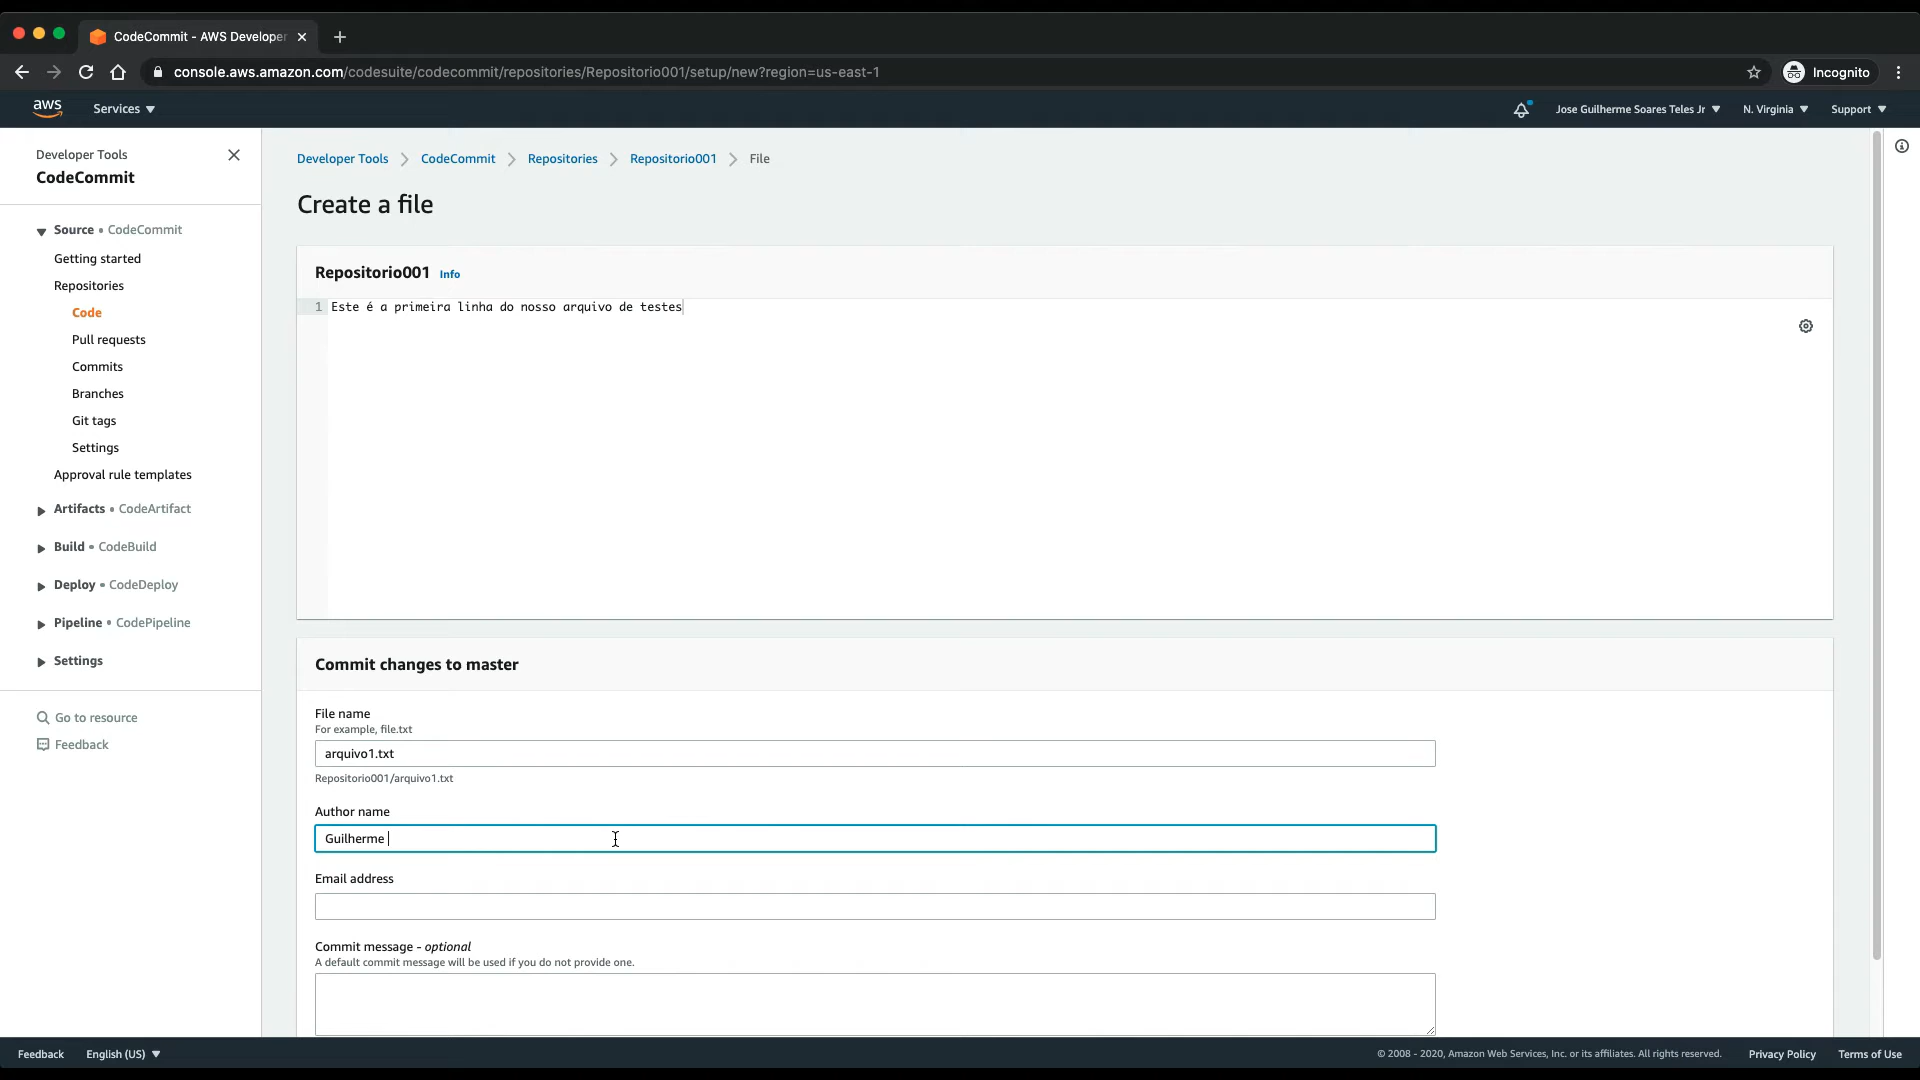 CodeCommit - AWS Developer
console.aws.amazon.com/codesuite/codecommit/repositories/Repositorio001/setup/new?region=us-east-1
Incognito
aws
Services
Jose Guilherme Soares Teles Jr
N. Virginia
Support
Developer Tools
CodeCommit
Source • CodeCommit
Getting started
Repositories
Code
Pull requests
Commits
Branches
Git tags
Settings
Approval rule templates
Artifacts • CodeArtifact
Build • CodeBuild
Deploy • CodeDeploy
Pipeline • CodePipeline
Settings
Go to resource
Feedback
Developer Tools
CodeCommit
Repositories
Repositorio001
File
Create a file
Repositorio001 Info
1 Este é a primeira linha do nosso arquivo de testes
Commit changes to master
File name
For example, file.txt
arquivo1.txt
Repositorio001/arquivo1.txt
Author name
Guilherme
Email address
Commit message - optional
A default commit message will be used if you do not provide one.
Feedback
English (US)
© 2008 - 2020, Amazon Web Services, Inc. or its affiliates. All rights reserved.
Privacy Policy
Terms of Use